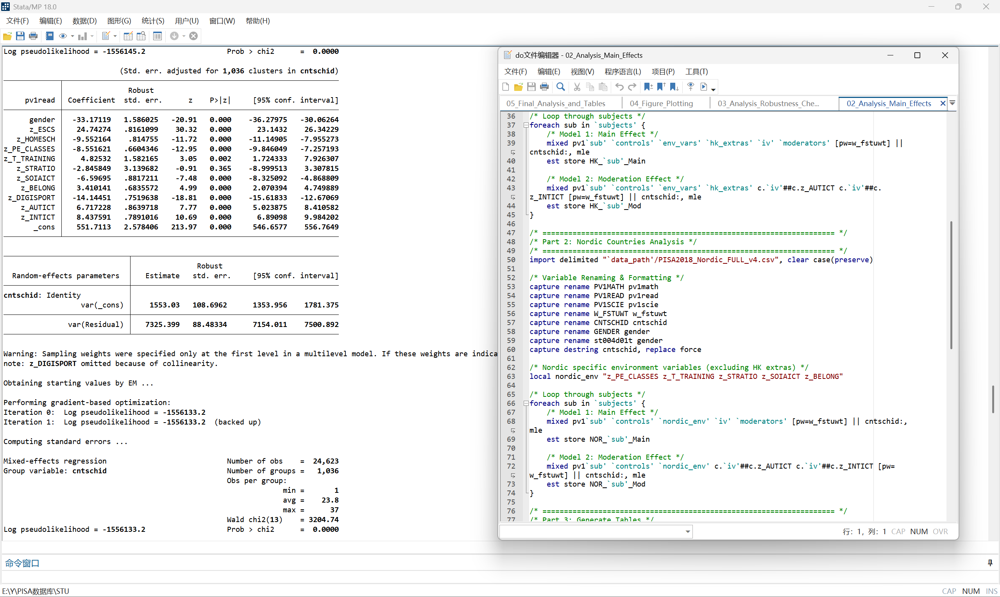 Stata/MP 18.0
文件(F) 编辑(E) 数据(D) 图形(G) 统计(S) 用户(U) 窗口(W) 帮助(H)
Log pseudolikelihood = -1556145.2 Prob > chi2 = 0.0000
(Std. err. adjusted for 1,036 clusters in cntschid)
Robust
pv1read Coefficient std. err. z P>|z| [95% conf. interval]
gender -33.17119 1.586025 -20.91 0.000 -36.27975 -30.06264
z_ESCS 24.74274 .8161099 30.32 0.000 23.1432 26.34229
z_HOMESCH -9.552164 .814755 -11.72 0.000 -11.14905 -7.955273
z_PE_CLASSES -8.551621 .6604346 -12.95 0.000 -9.846049 -7.257193
z_T_TRAINING 4.82532 1.582165 3.05 0.002 1.724333 7.926307
z_STRATIO -2.845849 3.139682 -0.91 0.365 -8.999513 3.307815
z_SOIAICT -6.59695 .8817211 -7.48 0.000 -8.325092 -4.868809
z_BELONG 3.410141 .6835572 4.99 0.000 2.070394 4.749889
z_DIGISPORT -14.14451 .7519638 -18.81 0.000 -15.61833 -12.67069
z_AUTICT 6.717228 .8639718 7.77 0.000 5.023875 8.410582
z_INTICT 8.437591 .7891016 10.69 0.000 6.89098 9.984202
_cons 551.7113 2.578406 213.97 0.000 546.6577 556.7649
Robust
Random-effects parameters Estimate std. err. [95% conf. interval]
cntschid: Identity
var(_cons) 1553.03 108.6962 1353.956 1781.375
var(Residual) 7325.399 88.48334 7154.011 7500.892
Warning: Sampling weights were specified only at the first level in a multilevel model. If these weights are indica
note: z_DIGISPORT omitted because of collinearity.
Obtaining starting values by EM ...
Performing gradient-based optimization:
Iteration 0: Log pseudolikelihood = -1556133.2
Iteration 1: Log pseudolikelihood = -1556133.2 (backed up)
Computing standard errors ...
Mixed-effects regression Number of obs = 24,623
Group variable: cntschid Number of groups = 1,036
Obs per group:
min = 1
avg = 23.8
max = 37
Wald chi2(13) = 3204.74
Log pseudolikelihood = -1556133.2 Prob > chi2 = 0.0000
do文件编辑器 - 02_Analysis_Main_Effects
文件(F) 编辑(E) 视图(V) 程序语言(L) 项目(P) 工具(T)
05_Final_Analysis_and_Tables 04_Figure_Plotting 03_Analysis_Robustness_Che... 02_Analysis_Main_Effects
36 /* Loop through subjects */
37 foreach sub in `subjects' {
38 /* Model 1: Main Effect */
39 mixed pv1`sub' `controls' `env_vars' `hk_extras' `iv' `moderators' [pw=w_fstuwt] ||
cntschid:, mle
40 est store HK_`sub'_Main
41
42 /* Model 2: Moderation Effect */
43 mixed pv1`sub' `controls' `env_vars' `hk_extras' c.`iv'##c.z_AUTICT c.`iv'##c.
z_INTICT [pw=w_fstuwt] || cntschid:, mle
44 est store HK_`sub'_Mod
45 }
46
47 /* ==================================================================== */
48 /* Part 2: Nordic Countries Analysis */
49 /* ==================================================================== */
50 import delimited "`data_path'/PISA2018_Nordic_FULL_v4.csv", clear case(preserve)
51
52 /* Variable Renaming & Formatting */
53 capture rename PV1MATH pv1math
54 capture rename PV1READ pv1read
55 capture rename PV1SCIE pv1scie
56 capture rename W_FSTUWT w_fstuwt
57 capture rename CNTSCHID cntschid
58 capture rename GENDER gender
59 capture rename st004d01t gender
60 capture destring cntschid, replace force
61
62 /* Nordic specific environment variables (excluding HK extras) */
63 local nordic_env "z_PE_CLASSES z_T_TRAINING z_STRATIO z_SOIAICT z_BELONG"
64
65 /* Loop through subjects */
66 foreach sub in `subjects' {
67 /* Model 1: Main Effect */
68 mixed pv1`sub' `controls' `nordic_env' `iv' `moderators' [pw=w_fstuwt] || cntschid:,
mle
69 est store NOR_`sub'_Main
70
71 /* Model 2: Moderation Effect */
72 mixed pv1`sub' `controls' `nordic_env' c.`iv'##c.z_AUTICT c.`iv'##c.z_INTICT [pw=
w_fstuwt] || cntschid:, mle
73 est store NOR_`sub'_Mod
74 }
75
76 /* ==================================================================== */
77 /* Part 3: Generate Tables */
行: 1, 列: 1 CAP NUM OVR
命令窗口
E:\Y\PISA数据库\STU CAP NUM INS